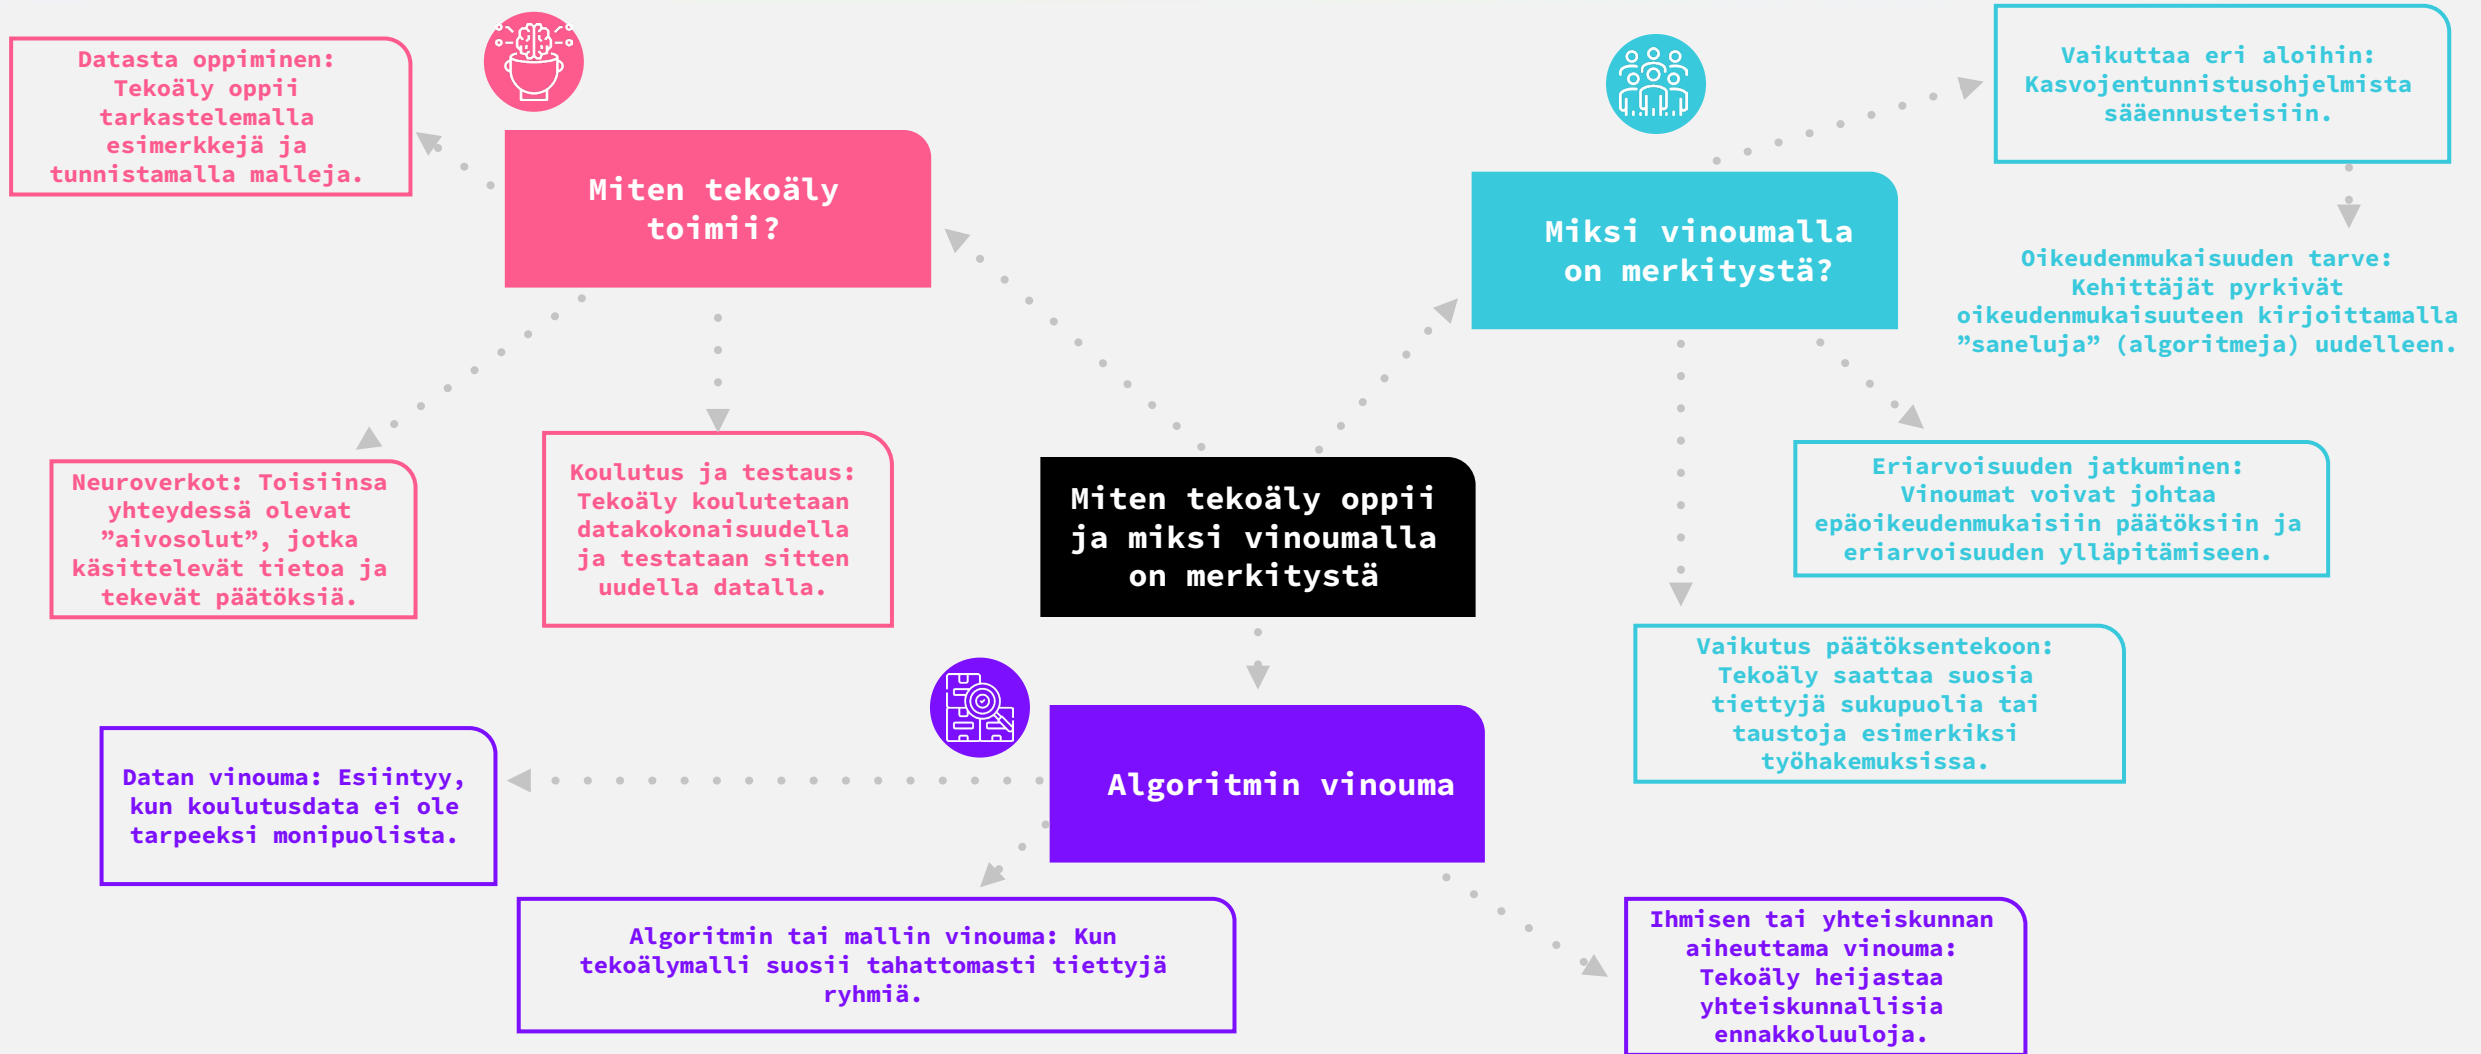 Datasta oppiminen:
Tekoäly oppii
tarkastelemalla
esimerkkejä ja
tunnistamalla malleja.
Miten tekoäly
toimii?
Neuroverkot: Toisiinsa
yhteydessä olevat
”aivosolut”, jotka
käsittelevät tietoa ja
tekevät päätöksiä.
Koulutus ja testaus:
Tekoäly koulutetaan
datakokonaisuudella
ja testataan sitten
uudella datalla.
Miten tekoäly oppii
ja miksi vinoumalla
on merkitystä
Miksi vinoumalla
on merkitystä?
Vaikuttaa eri aloihin:
Kasvojentunnistusohjelmista
sääennusteisiin.
Oikeudenmukaisuuden tarve:
Kehittäjät pyrkivät
oikeudenmukaisuuteen kirjoittamalla
”saneluja” (algoritmeja) uudelleen.
Eriarvoisuuden jatkuminen:
Vinoumat voivat johtaa
epäoikeudenmukaisiin päätöksiin ja
eriarvoisuuden ylläpitämiseen.
Vaikutus päätöksentekoon:
Tekoäly saattaa suosia
tiettyjä sukupuolia tai
taustoja esimerkiksi
työhakemuksissa.
Algoritmin vinouma
Datan vinouma: Esiintyy,
kun koulutusdata ei ole
tarpeeksi monipuolista.
Algoritmin tai mallin vinouma: Kun
tekoälymalli suosii tahattomasti tiettyjä
ryhmiä.
Ihmisen tai yhteiskunnan
aiheuttama vinouma:
Tekoäly heijastaa
yhteiskunnallisia
ennakkoluuloja.